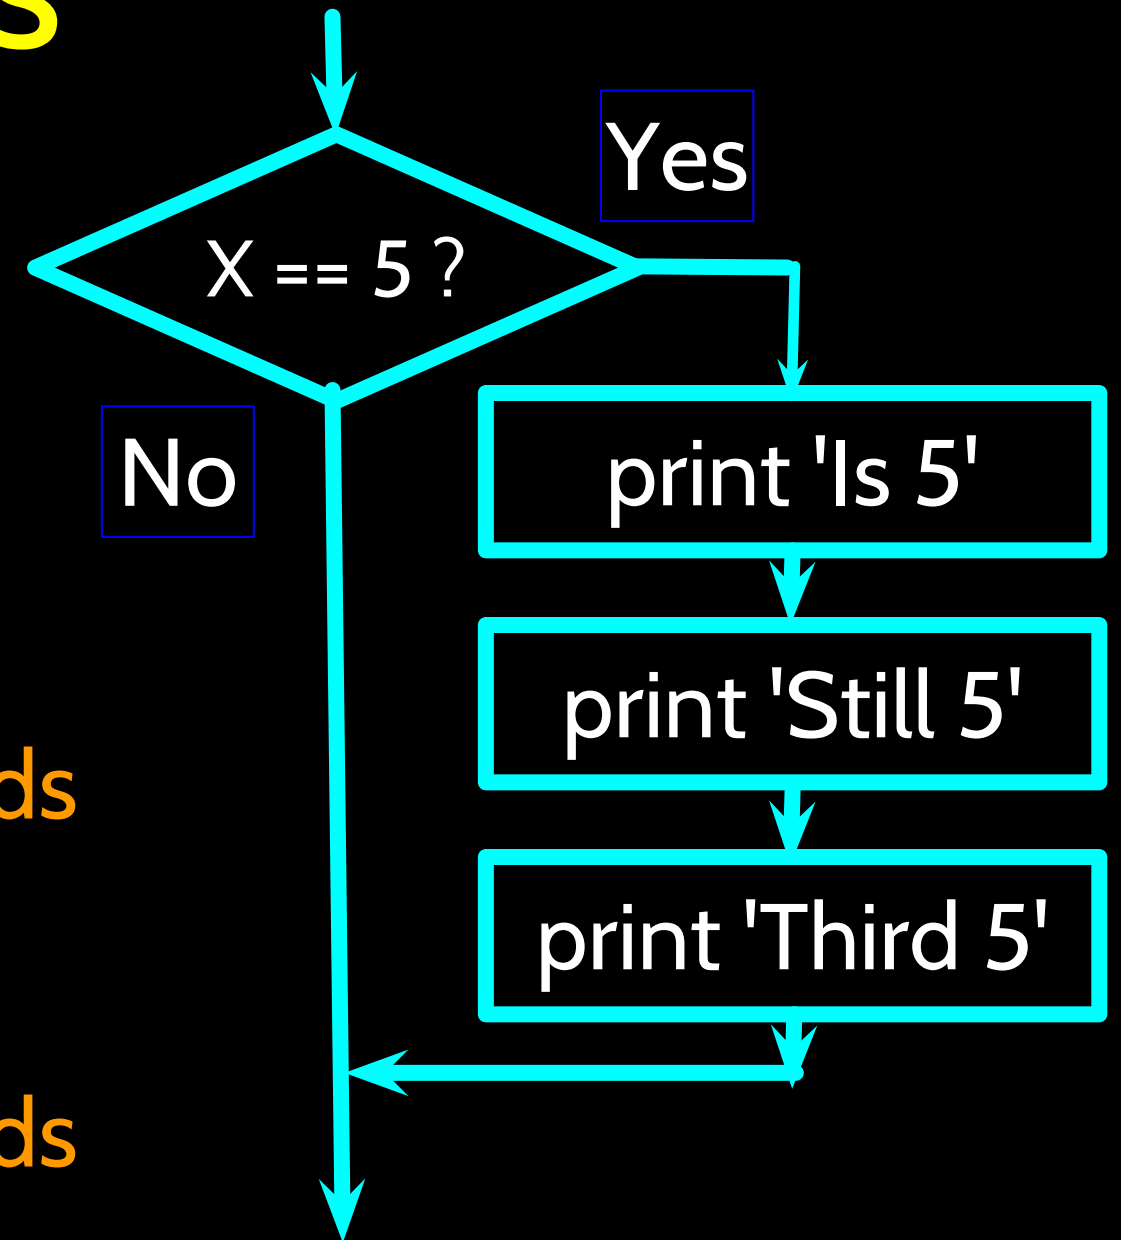 s
Yes
X == 5 ?
No
print 'Is 5'
print 'Still 5'
ds
print 'Third 5'
ds